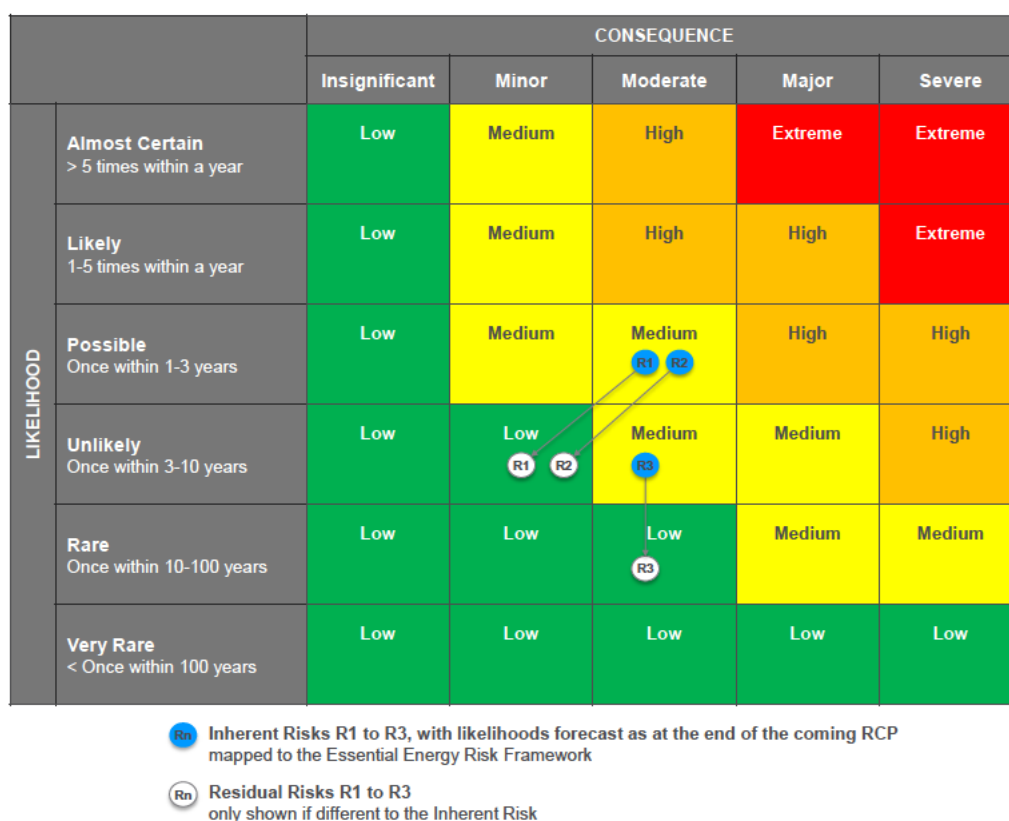 CONSEQUENCE
Insignificant Minor Moderate Major Severe
LIKELIHOOD
Almost Certain
> 5 times within a year
Low Medium High Extreme Extreme
Likely
1-5 times within a year
Low Medium High High Extreme
Possible
Once within 1-3 years
Low Medium Medium High High
R1 R2
Unlikely
Once within 3-10 years
Low Low Medium Medium High
R1 R2 R3
Rare
Once within 10-100 years
Low Low Low Medium Medium
R3
Very Rare
< Once within 100 years
Low Low Low Low Low
Rn Inherent Risks R1 to R3, with likelihoods forecast as at the end of the coming RCP
mapped to the Essential Energy Risk Framework
Rn Residual Risks R1 to R3
only shown if different to the Inherent Risk